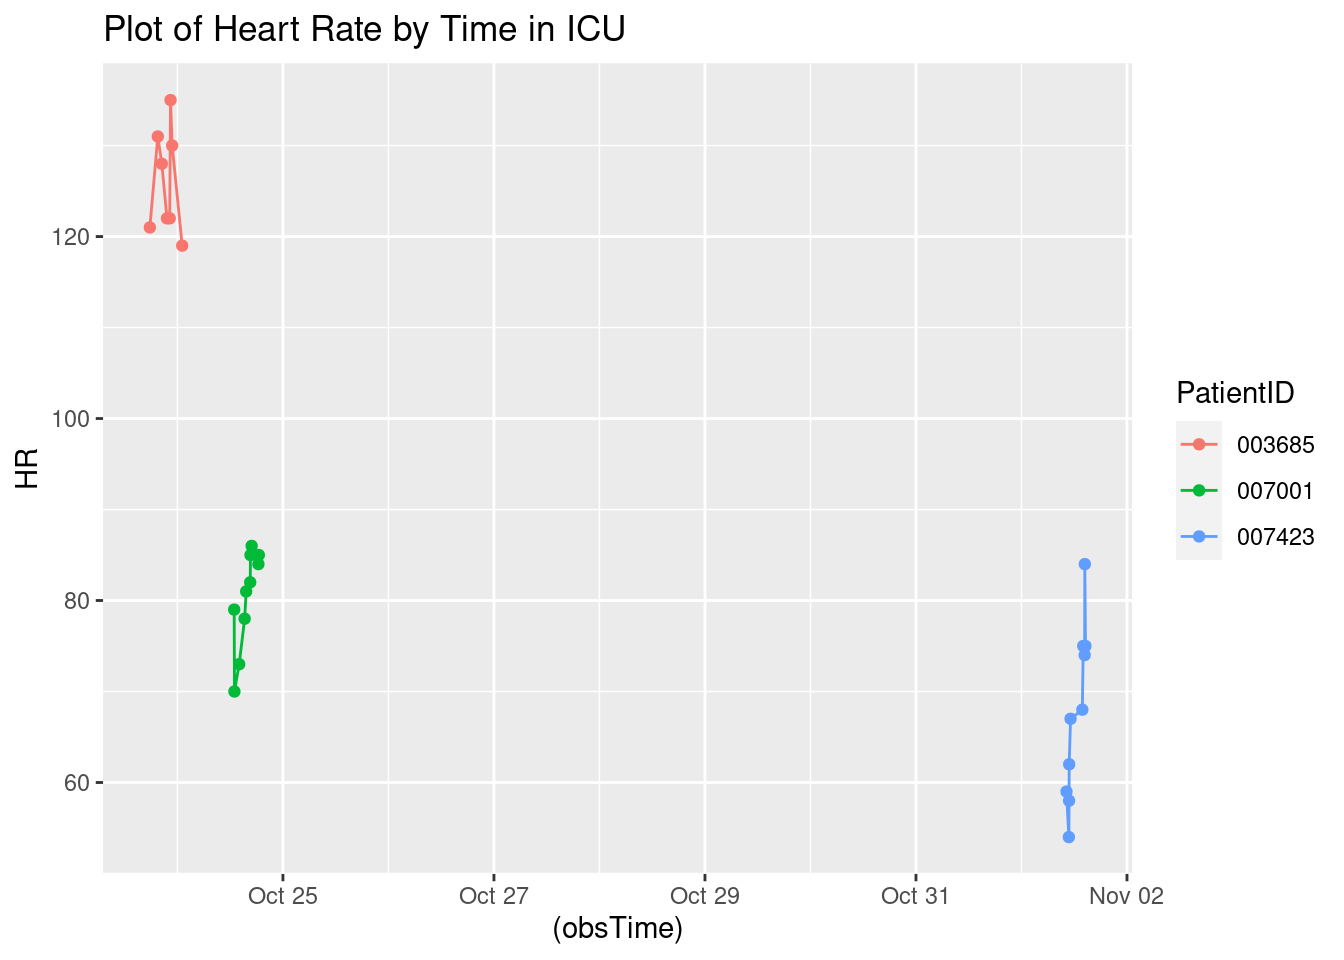 Plot of Heart Rate by Time in ICU
120
100
80
60
HR
Oct 25 Oct 27 Oct 29 Oct 31 Nov 02
(obsTime)
PatientID
003685
007001
007423